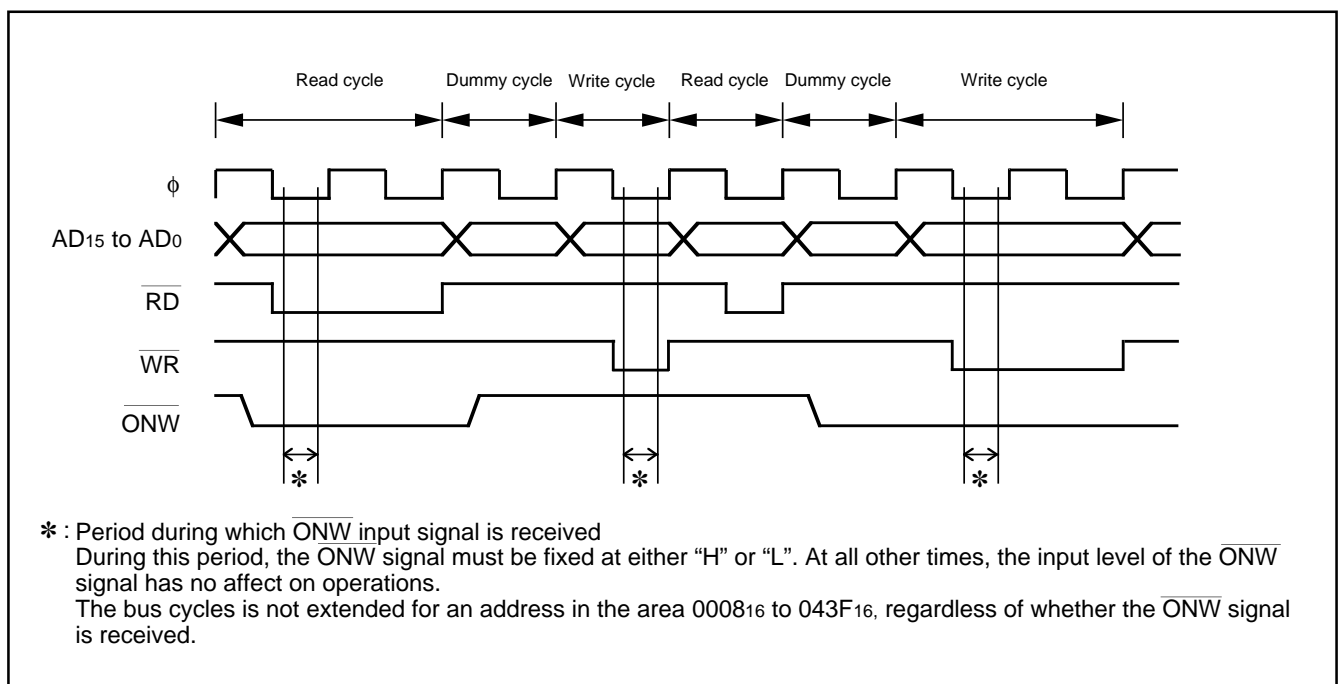 Read cycle Dummy cycle Write cycle Read cycle Dummy cycle Write cycle
ϕ
AD15 to AD0
RD
WR
ONW
✻ ✻ ✻
✻ : Period during which ONW input signal is received
During this period, the ONW signal must be fixed at either “H” or “L”. At all other times, the input level of the ONW
signal has no affect on operations.
The bus cycles is not extended for an address in the area 000816 to 043F16, regardless of whether the ONW signal
is received.